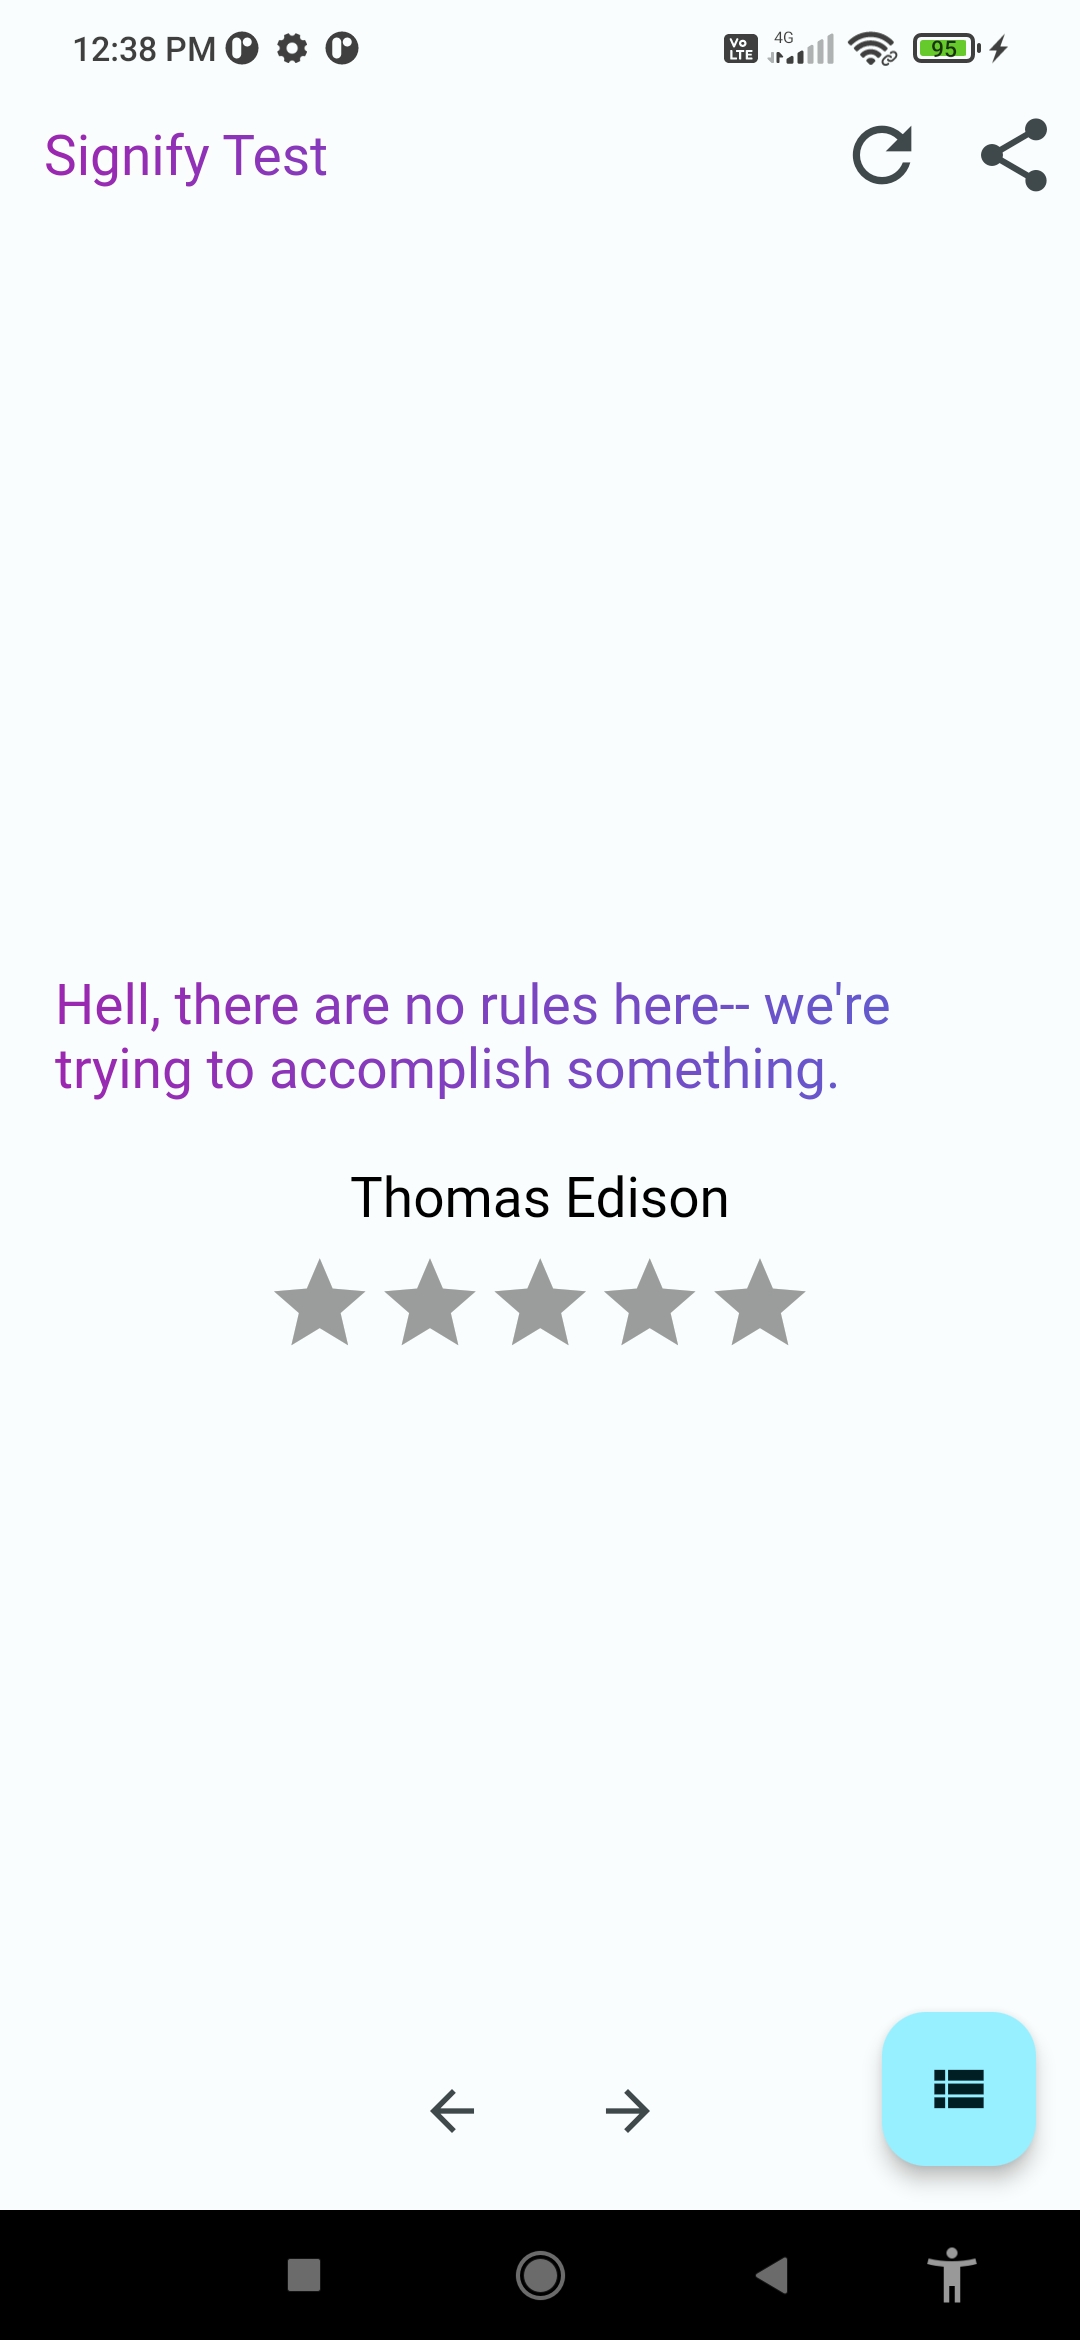 12:38 PM
Vo LTE
4G
95
Signify Test
Hell, there are no rules here-- we're
trying to accomplish something.
Thomas Edison